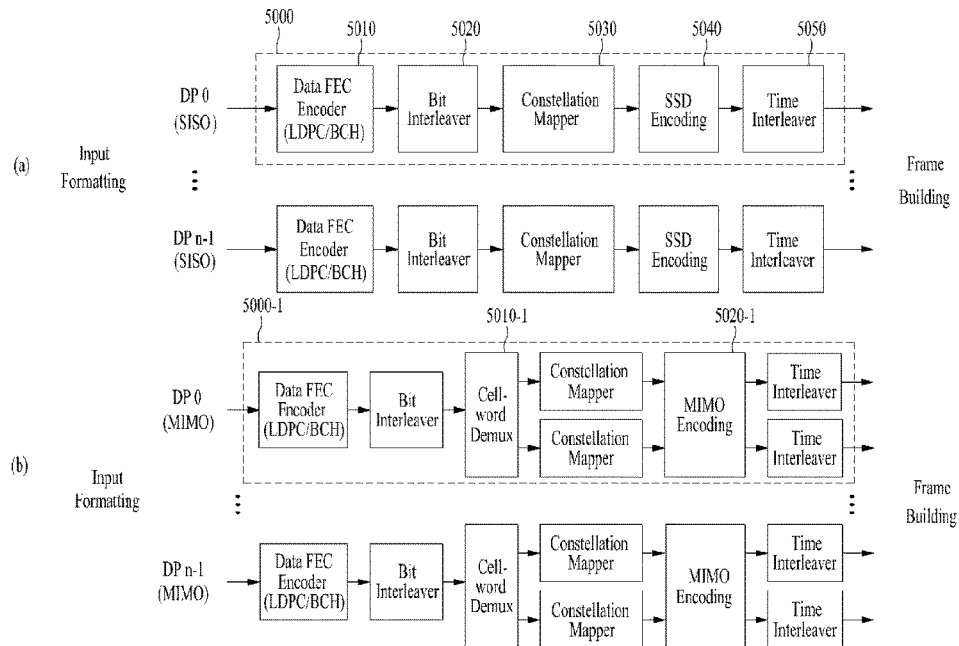 5000
5010
5020
5030
5040
5050
(a)
Input
Formatting
DP 0
(SISO)
Data FEC
Encoder
(LDPC/BCH)
Bit
Interleaver
Constellation
Mapper
SSD
Encoding
Time
Interleaver
Frame
Building
DP n-1
(SISO)
Data FEC
Encoder
(LDPC/BCH)
Bit
Interleaver
Constellation
Mapper
SSD
Encoding
Time
Interleaver
5000-1
5010-1
5020-1
(b)
Input
Formatting
DP 0
(MIMO)
Data FEC
Encoder
(LDPC/BCH)
Bit
Interleaver
Cell-
word
Demux
Constellation
Mapper
Constellation
Mapper
MIMO
Encoding
Time
Interleaver
Time
Interleaver
Frame
Building
DP n-1
(MIMO)
Data FEC
Encoder
(LDPC/BCH)
Bit
Interleaver
Cell-
word
Demux
Constellation
Mapper
Constellation
Mapper
MIMO
Encoding
Time
Interleaver
Time
Interleaver